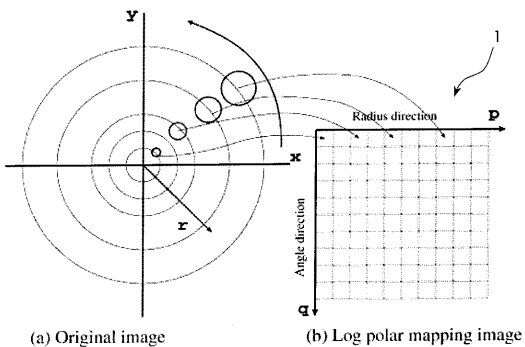 y
1
Radius direction
p
x
r
Angle direction
q
(a) Original image
(b) Log polar mapping image